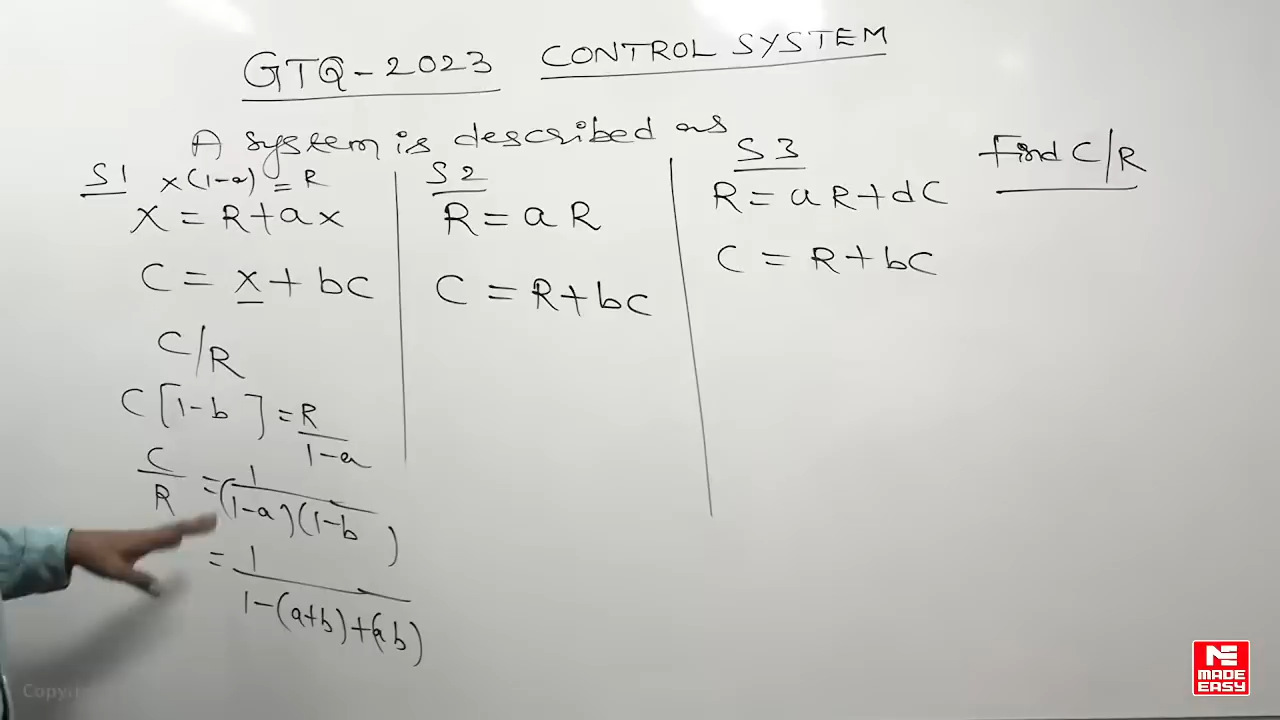 GTQ-2023 CONTROL SYSTEM
A system is described as
S1
x(1-a) = R
x = R+ax
C = x + bC
C/R
C[1-b] = R/1-a
C/R = 1/(1-a)(1-b)
= 1/1-(a+b)+(ab)
S2
R = aR
C = R+bC
S3
R = aR+dC
C = R+bC
Find C/R
MADE
EASY